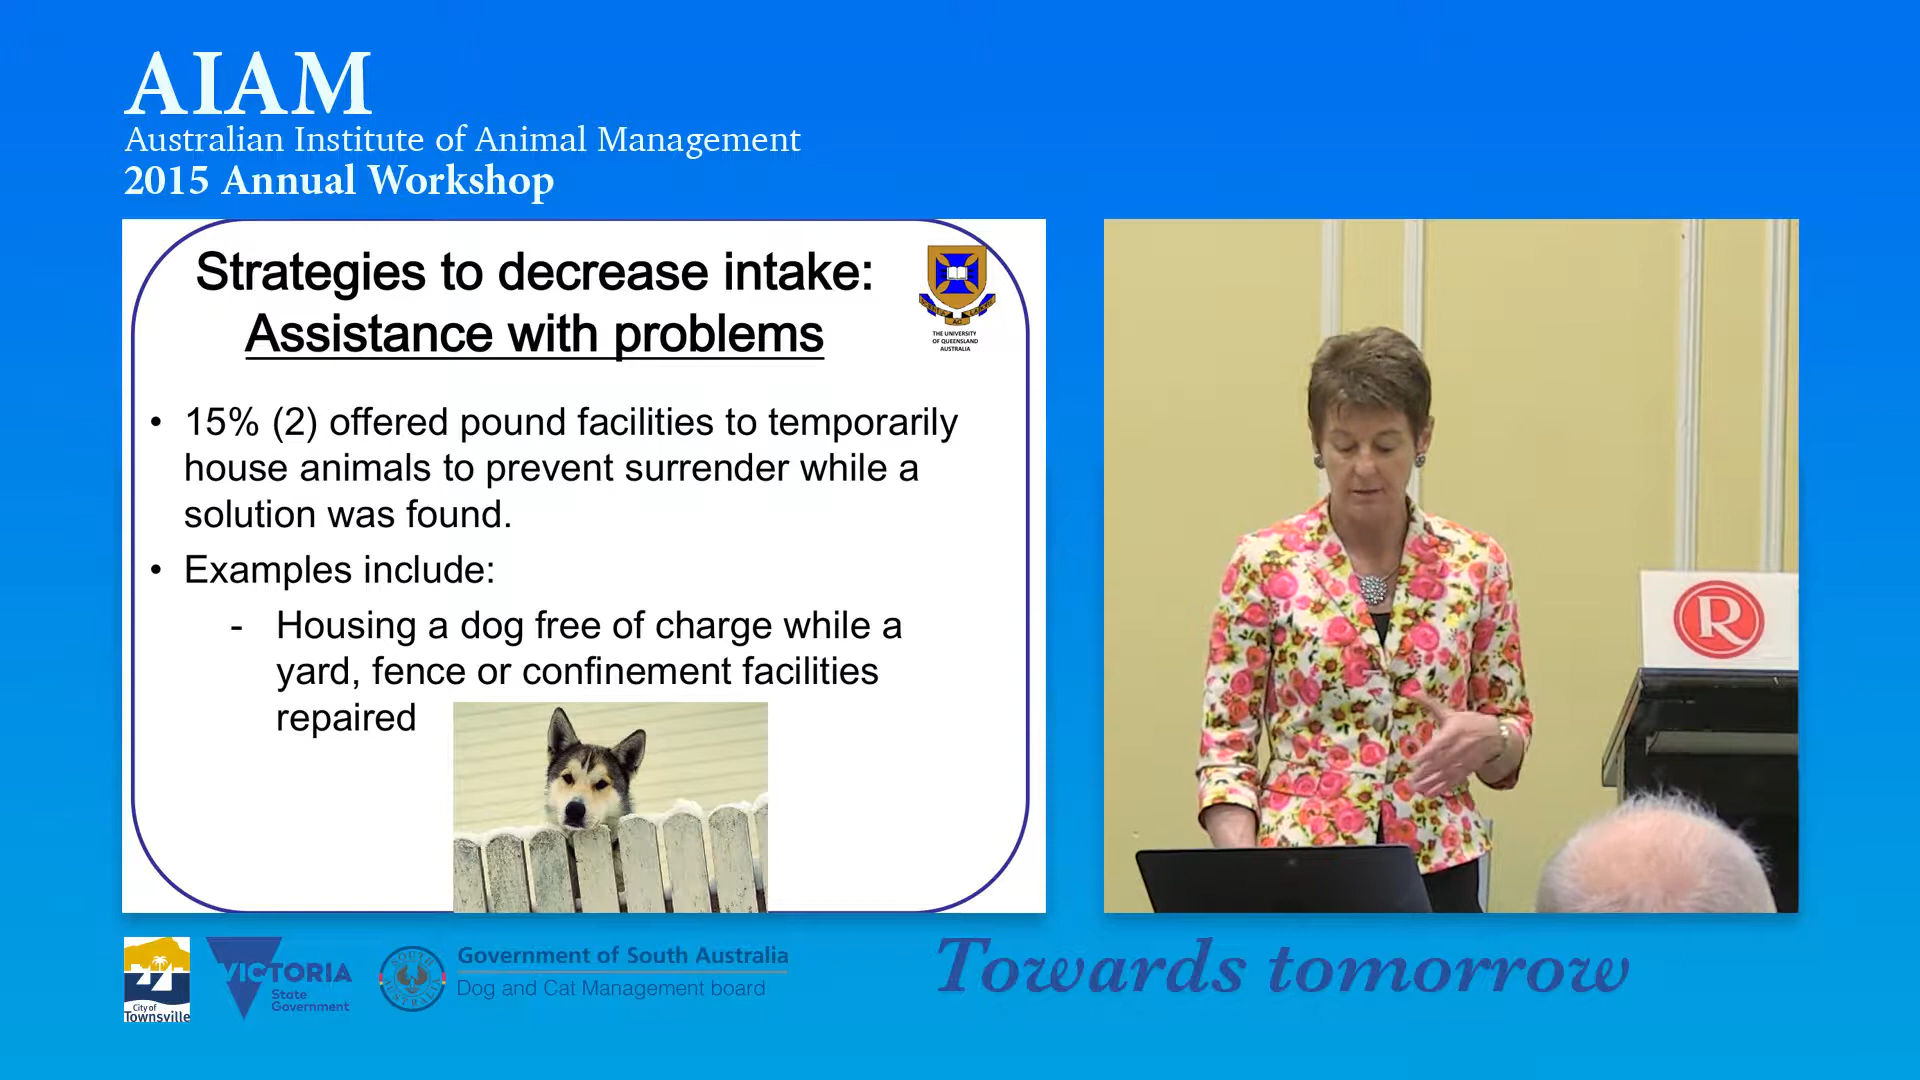 AIAM
Australian Institute of Animal Management
2015 Annual Workshop
Strategies to decrease intake:
Assistance with problems
THE UNIVERSITY
OF QUEENSLAND
AUSTRALIA
• 15% (2) offered pound facilities to temporarily
house animals to prevent surrender while a
solution was found.
• Examples include:
- Housing a dog free of charge while a
yard, fence or confinement facilities
repaired
R
City of
Townsville
VICTORIA
State
Government
SOUTH
AUSTRALIA
Government of South Australia
Dog and Cat Management board
Towards tomorrow